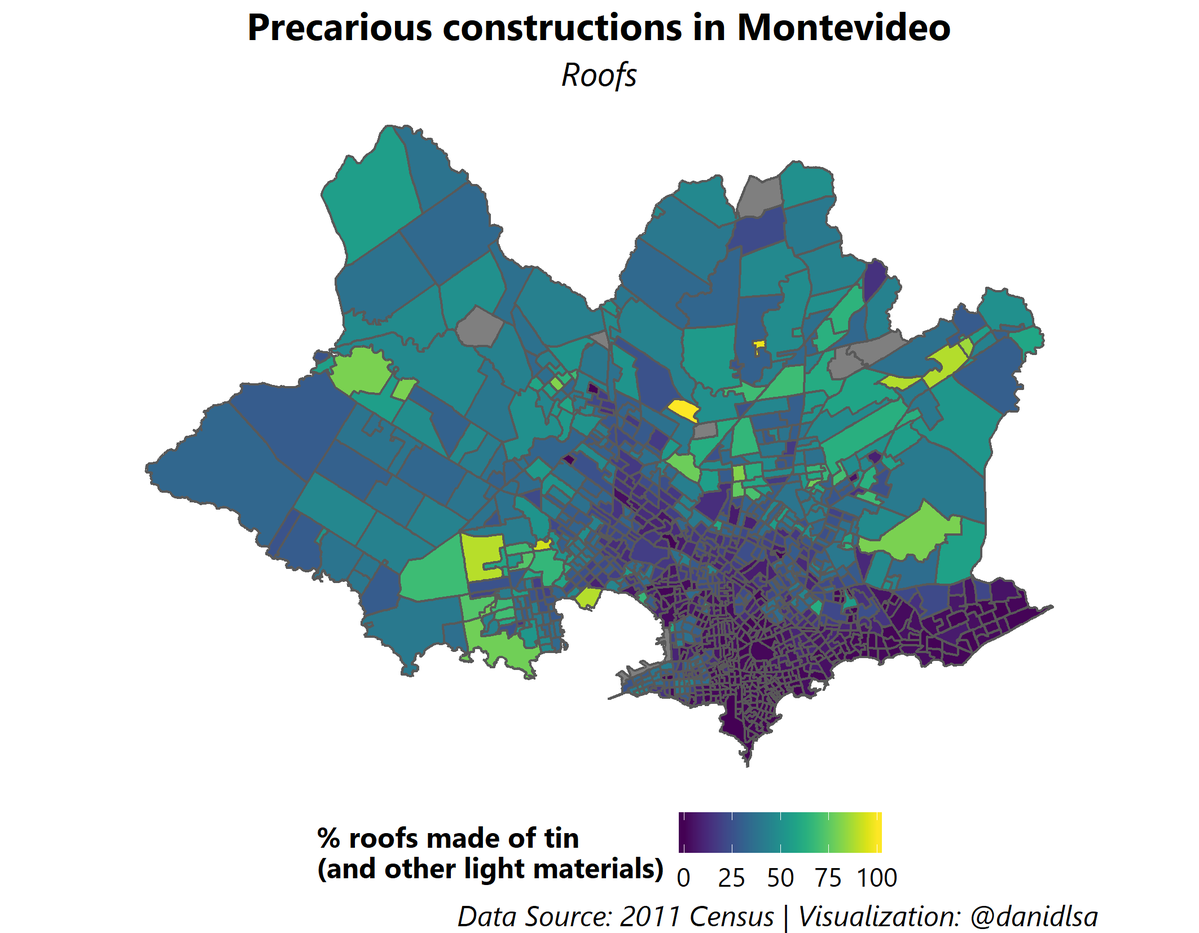 Precarious constructions in Montevideo
Roofs
% roofs made of tin
(and other light materials)
0 25 50 75 100
Data Source: 2011 Census | Visualization: @danidlsa